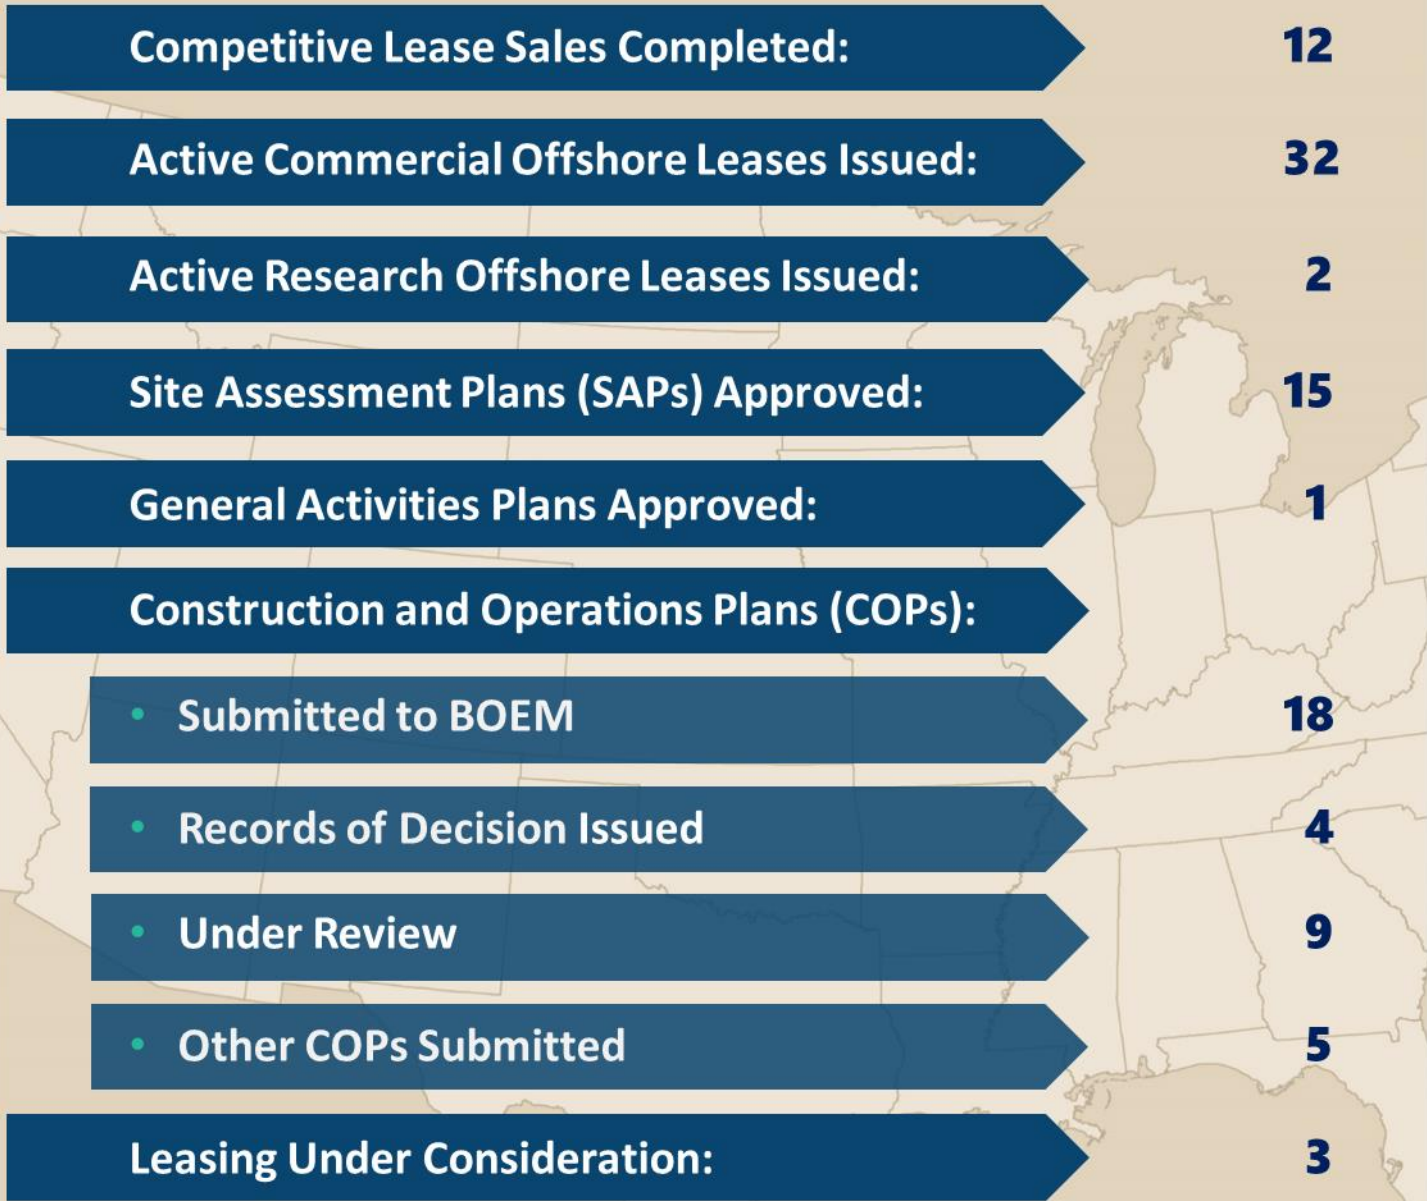 Competitive Lease Sales Completed: 12
Active Commercial Offshore Leases Issued: 32
Active Research Offshore Leases Issued: 2
Site Assessment Plans (SAPs) Approved: 15
General Activities Plans Approved: 1
Construction and Operations Plans (COPs):
• Submitted to BOEM 18
• Records of Decision Issued 4
• Under Review 9
• Other COPs Submitted 5
Leasing Under Consideration: 3